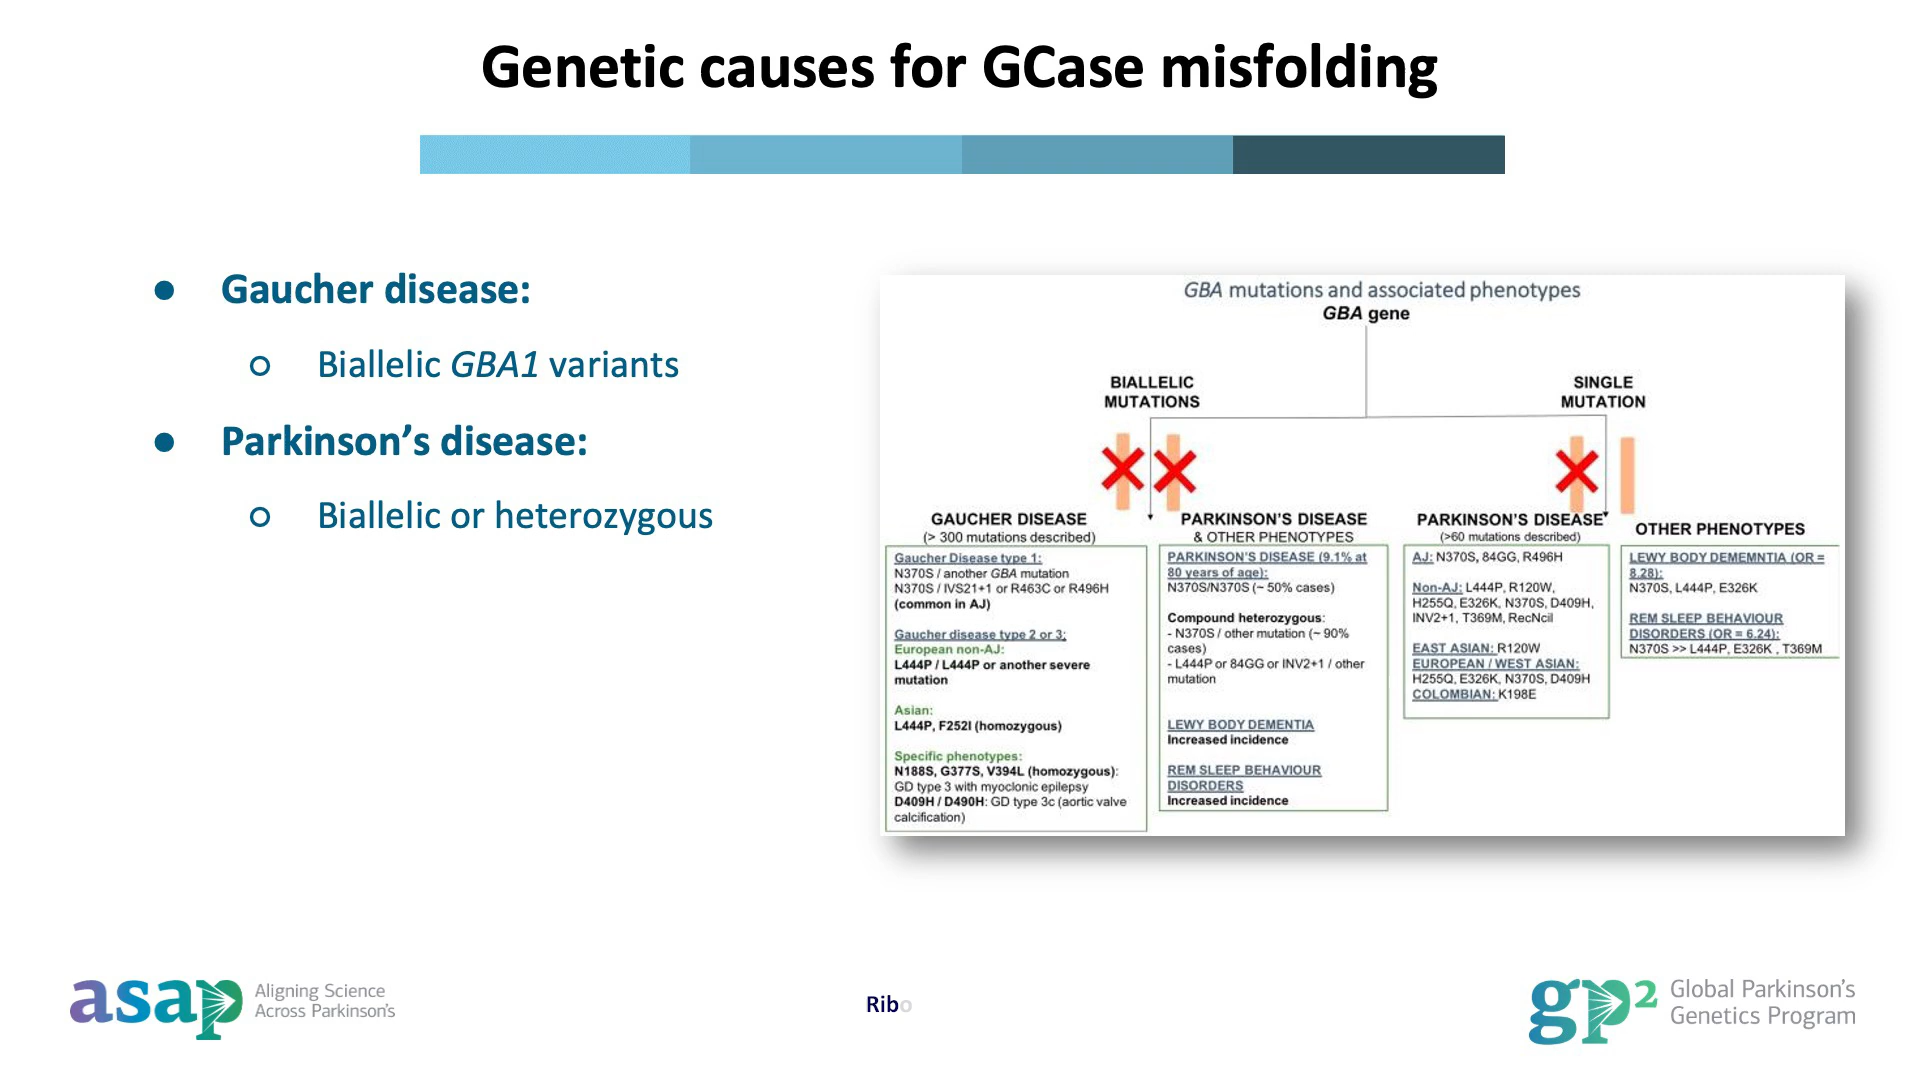 Genetic causes for GCase misfolding
● Gaucher disease:
○ Biallelic GBA1 variants
● Parkinson’s disease:
○ Biallelic or heterozygous
GBA mutations and associated phenotypes
GBA gene
BIALLELIC
MUTATIONS
SINGLE
MUTATION
GAUCHER DISEASE
(> 300 mutations described)
Gaucher Disease type 1:
N370S / another GBA mutation
N370S / IVS21+1 or R463C or R496H
(common in AJ)
Gaucher disease type 2 or 3;
European non-AJ:
L444P / L444P or another severe
mutation
Asian:
L444P, F252I (homozygous)
Specific phenotypes:
N188S, G377S, V394L (homozygous):
GD type 3 with myoclonic epilepsy
D409H / D490H: GD type 3c (aortic valve
calcification)
PARKINSON’S DISEASE
& OTHER PHENOTYPES
PARKINSON’S DISEASE (9.1% at
80 years of age):
N370S/N370S (~ 50% cases)
Compound heterozygous:
- N370S / other mutation (~ 90%
cases)
- L444P or 84GG or INV2+1 / other
mutation
LEWY BODY DEMENTIA
Increased incidence
REM SLEEP BEHAVIOUR
DISORDERS
Increased incidence
PARKINSON’S DISEASE
(>60 mutations described)
AJ: N370S, 84GG, R496H
Non-AJ: L444P, R120W,
H255Q, E326K, N370S, D409H,
INV2+1, T369M, RecNcil
EAST ASIAN: R120W
EUROPEAN / WEST ASIAN:
H255Q, E326K, N370S, D409H
COLOMBIAN: K198E
OTHER PHENOTYPES
LEWY BODY DEMEMNTIA (OR =
8.28):
N370S, L444P, E326K
REM SLEEP BEHAVIOUR
DISORDERS (OR = 6.24):
N370S >> L444P, E326K , T369M
asap Aligning Science
Across Parkinson’s
Ribo
gp2 Global Parkinson’s
Genetics Program